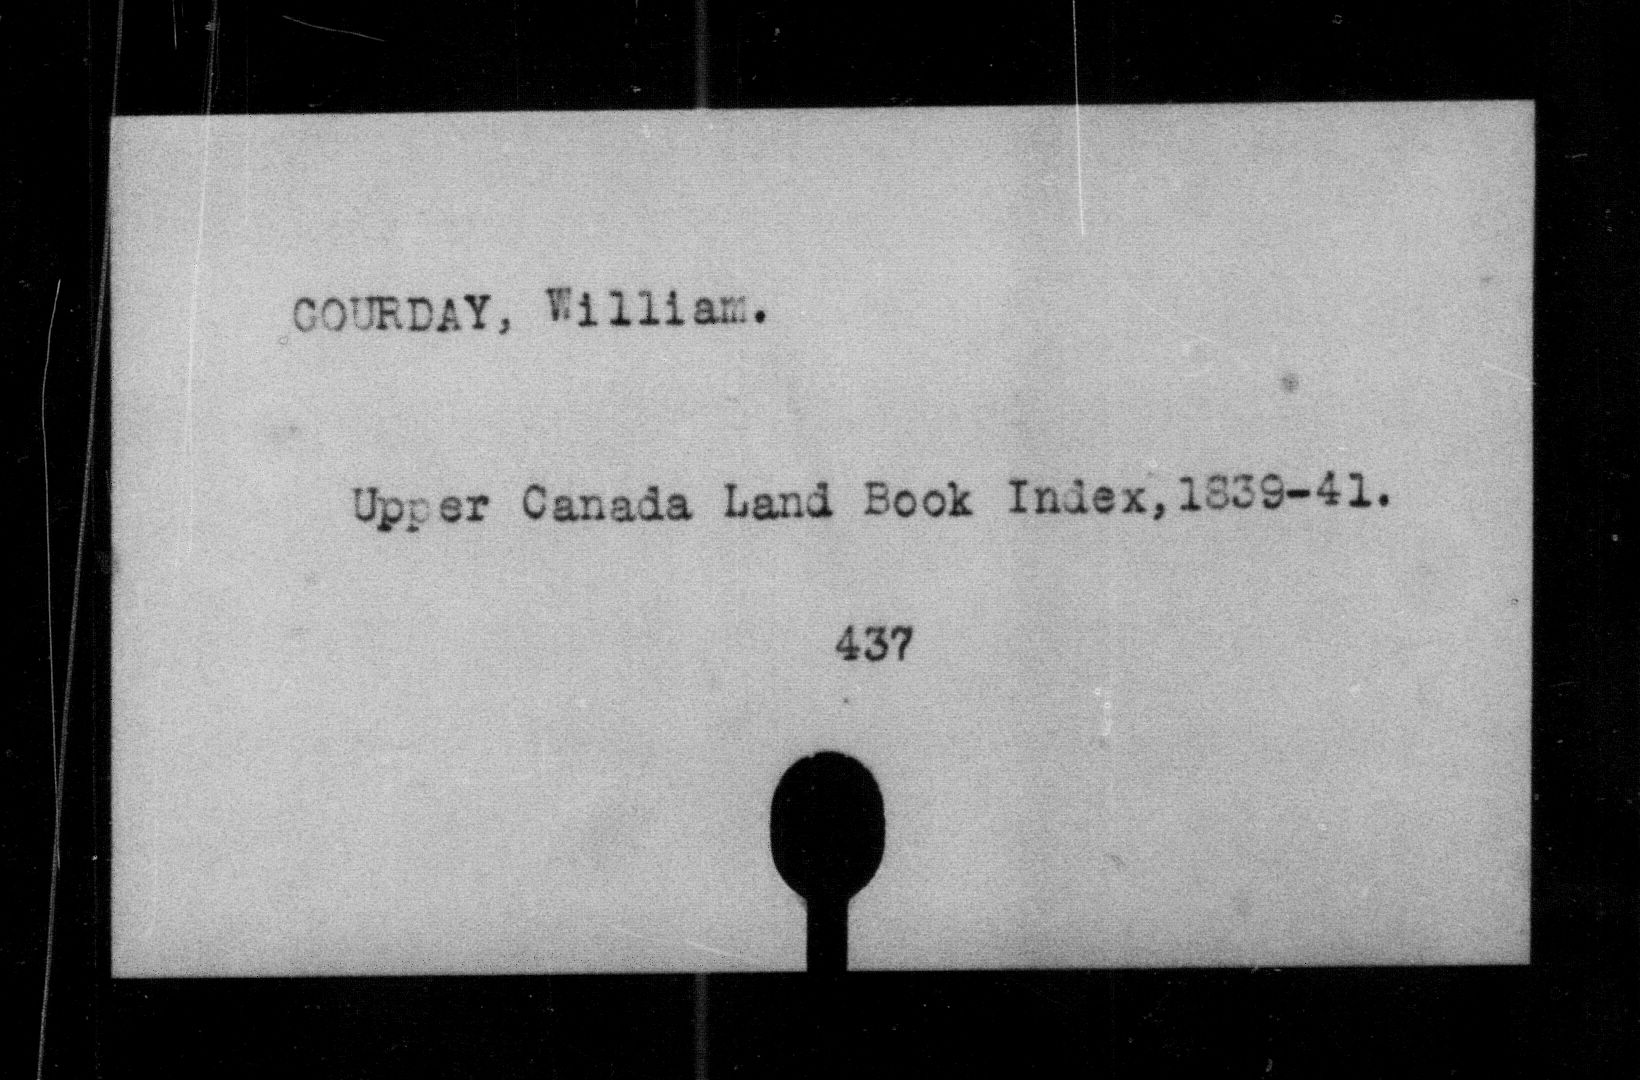 GOURDAY, William.
Upper Canada Land Book Index,1839-41.
437